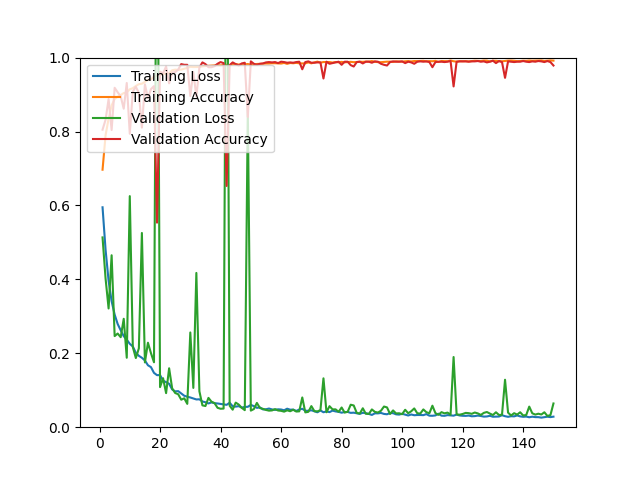 1.0
0.8
0.6
0.4
0.2
0.0
Training Loss
Training Accuracy
Validation Loss
Validation Accuracy
0 20 40 60 80 100 120 140